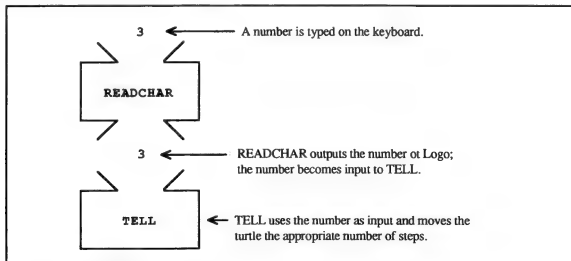 3
A number is typed on the keyboard.
READCHAR
3
READCHAR outputs the number ot Logo;
the number becomes input to TELL.
TELL
TELL uses the number as input and moves the
turtle the appropriate number of steps.